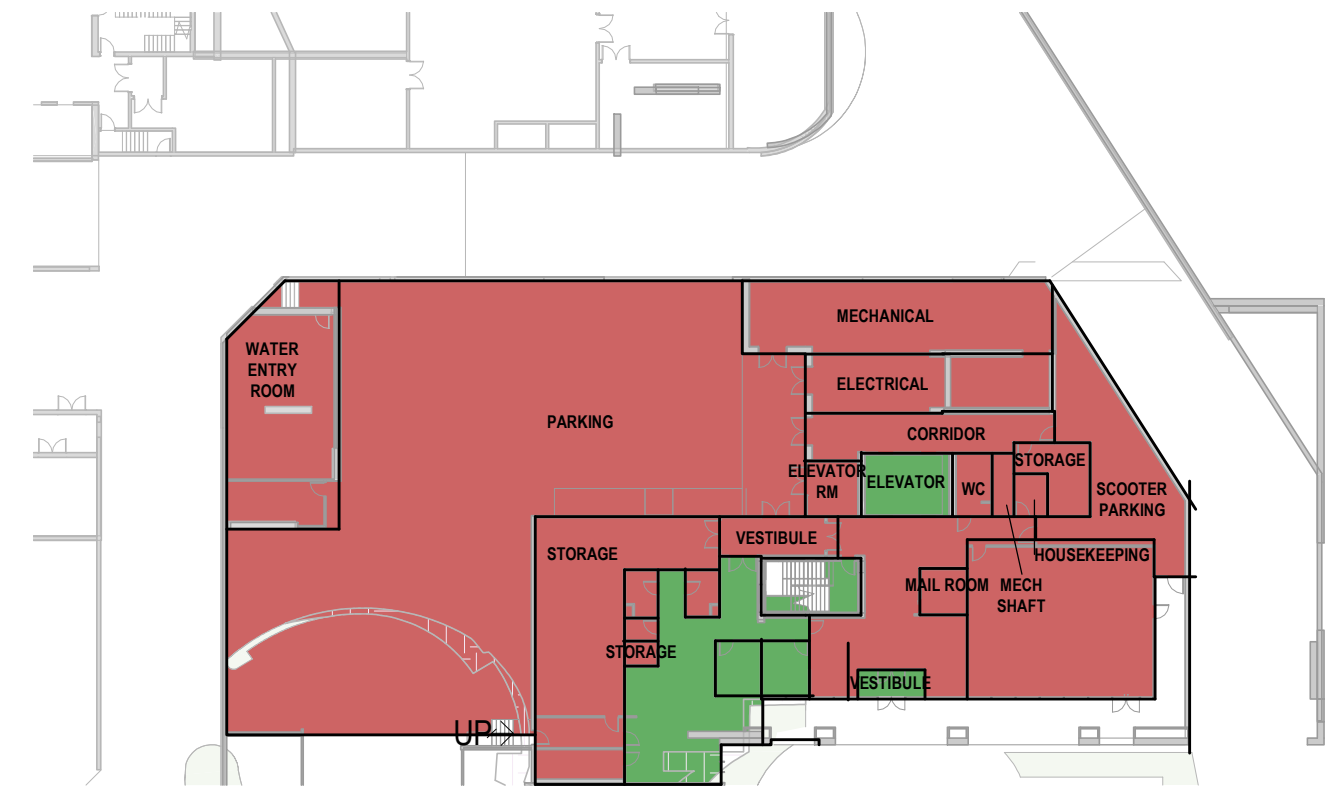 MECHANICAL
WATER
ENTRY
ROOM
ELECTRICAL
PARKING
CORRIDOR
STORAGE
ELEVATOR
RM
ELEVATOR
WC
SCOOTER
PARKING
VESTIBULE
STORAGE
HOUSEKEEPING
MAIL ROOM
MECH
SHAFT
STORAGE
VESTIBULE
UP